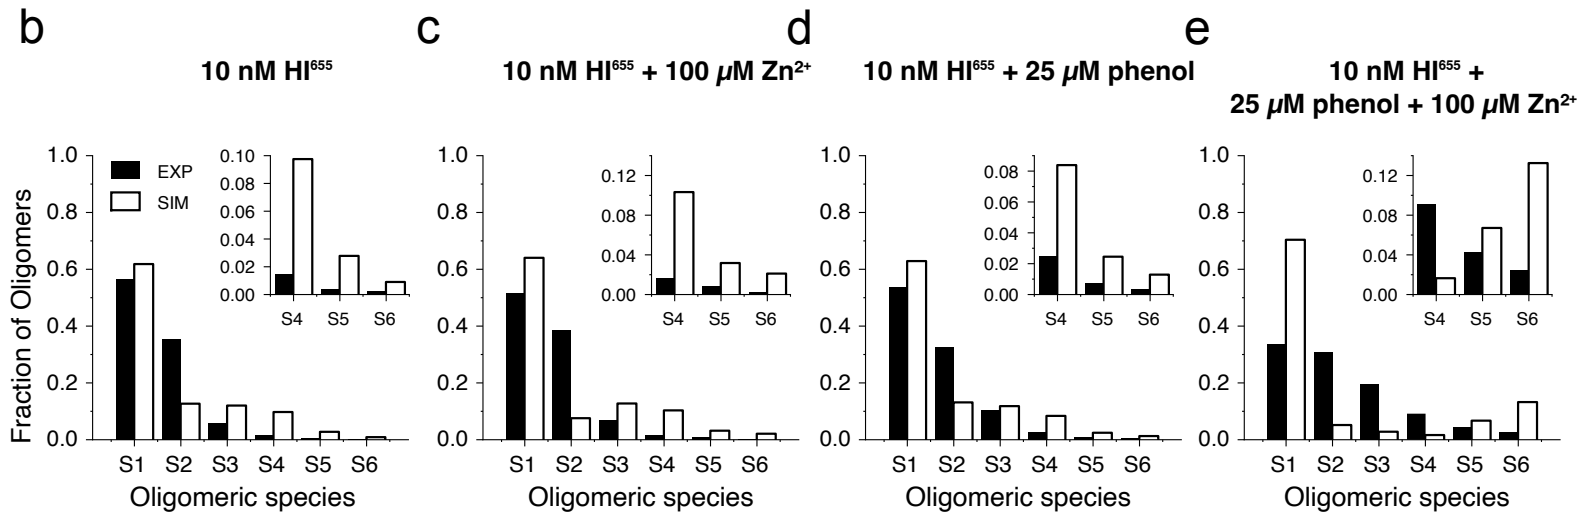 b
10 nM HI⁶⁵⁵
c
10 nM HI⁶⁵⁵ + 100 µM Zn²⁺
d
10 nM HI⁶⁵⁵ + 25 µM phenol
e
10 nM HI⁶⁵⁵ +
25 µM phenol + 100 µM Zn²⁺
Fraction of Oligomers
1.0
0.8
0.6
0.4
0.2
0.0
EXP
SIM
0.10
0.08
0.06
0.04
0.02
0.00
S4 S5 S6
S1 S2 S3 S4 S5 S6
Oligomeric species
1.0
0.8
0.6
0.4
0.2
0.0
0.12
0.08
0.04
0.00
S4 S5 S6
S1 S2 S3 S4 S5 S6
Oligomeric species
1.0
0.8
0.6
0.4
0.2
0.0
0.08
0.06
0.04
0.02
0.00
S4 S5 S6
S1 S2 S3 S4 S5 S6
Oligomeric species
1.0
0.8
0.6
0.4
0.2
0.0
0.12
0.08
0.04
0.00
S4 S5 S6
S1 S2 S3 S4 S5 S6
Oligomeric species